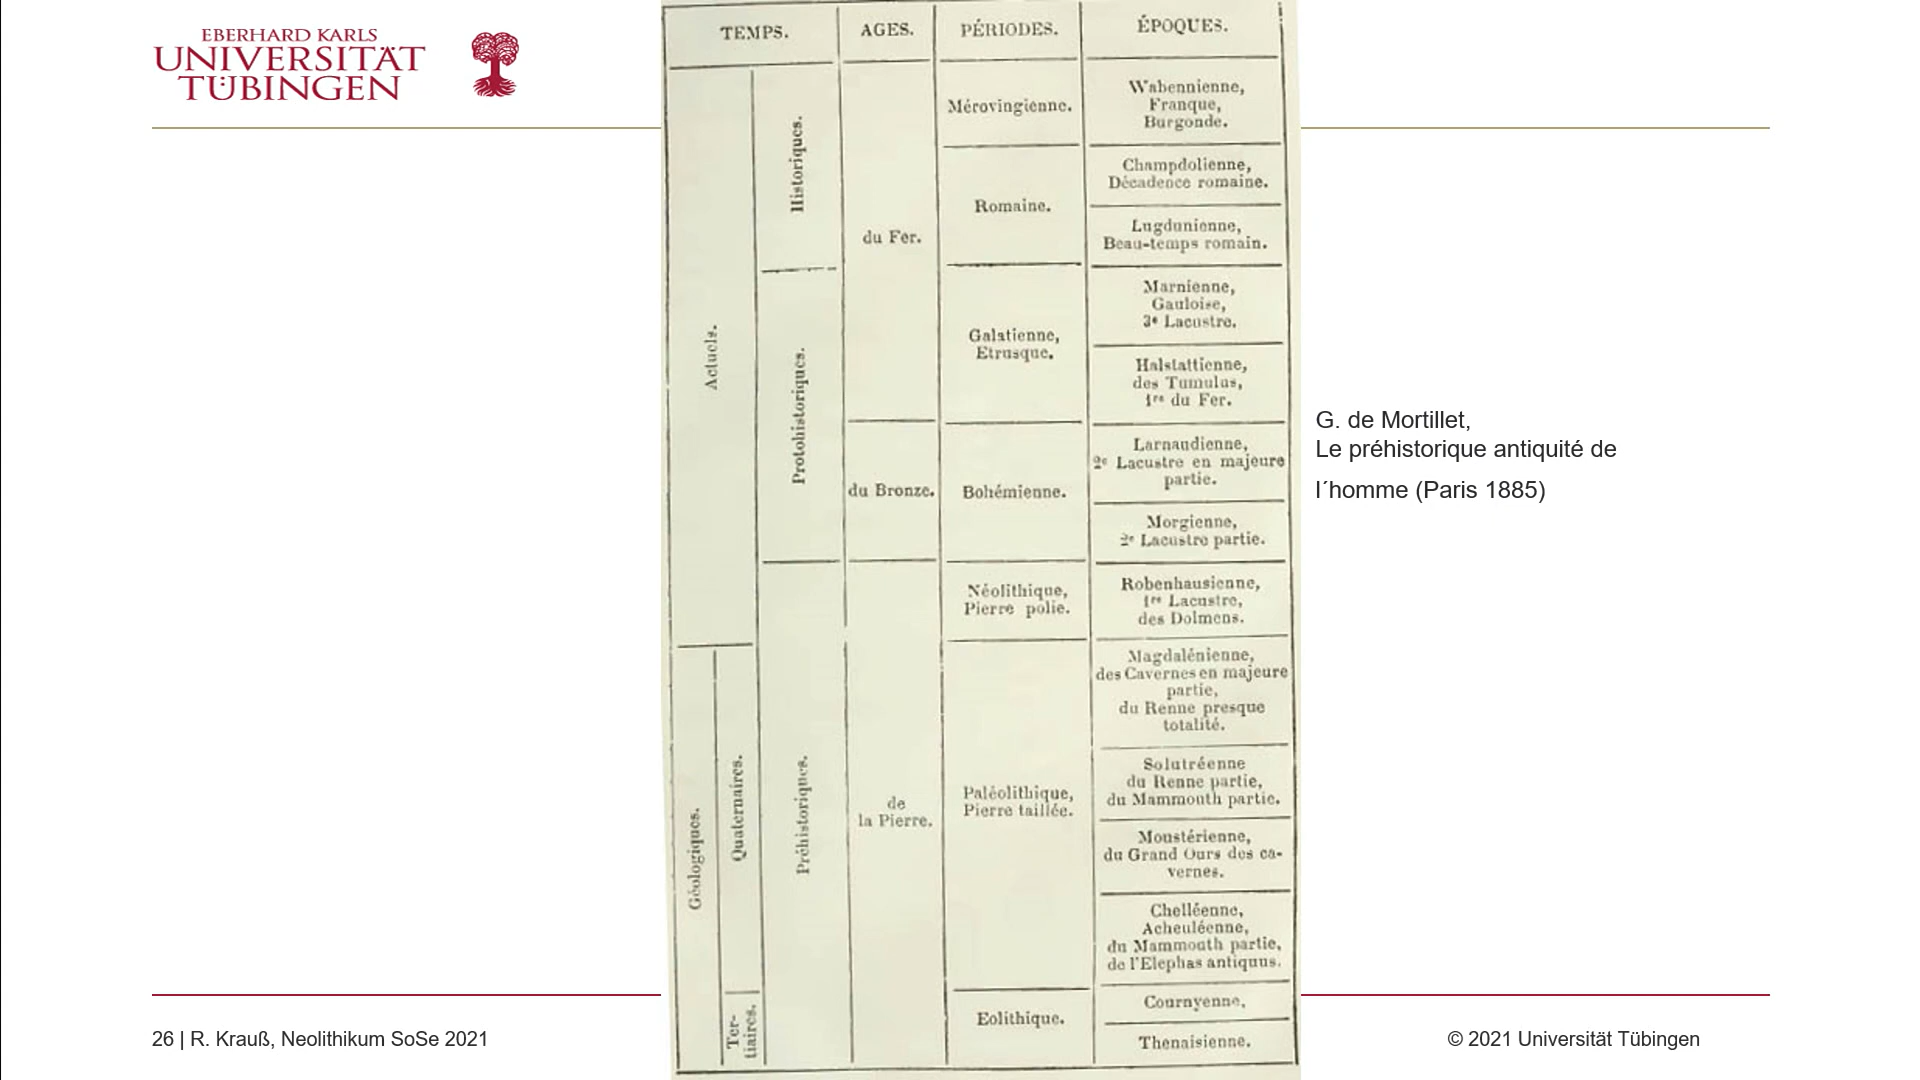 EBERHARD KARLS
UNIVERSITÄT
TÜBINGEN
TEMPS.
AGES.
PÉRIODES.
ÉPOQUES.
Actuels.
Historiques.
du Fer.
Mérovingienne.
Wabennienne,
Franque,
Burgonde.
Romaine.
Champdolienne,
Décadence romaine.
Lugdunienne,
Beau-temps romain.
Protohistoriques.
Galatienne,
Etrusque.
Marnienne,
Gauloise,
3e Lacustre.
Halstattienne,
des Tumulus,
1re du Fer.
du Bronze.
Bohémienne.
Larnaudienne,
2e Lacustre en majeure
partie.
Morgienne,
2e Lacustre partie.
Préhistoriques.
de
la Pierre.
Néolithique,
Pierre polie.
Robenhausienne,
1re Lacustre,
des Dolmens.
Géologiques.
Quaternaires.
Paléolithique,
Pierre taillée.
Magdalénienne,
des Cavernes en majeure
partie,
du Renne presque
totalité.
Solutréenne
du Renne partie,
du Mammouth partie.
Moustérienne,
du Grand Ours des ca-
vernes.
Chelléenne,
Acheuléenne,
du Mammouth partie,
de l'Elephas antiquus.
Ter-
tiaires.
Eolithique.
Cournyenne.
Thenaisienne.
G. de Mortillet,
Le préhistorique antiquité de
l´homme (Paris 1885)
26 | R. Krauß, Neolithikum SoSe 2021
© 2021 Universität Tübingen